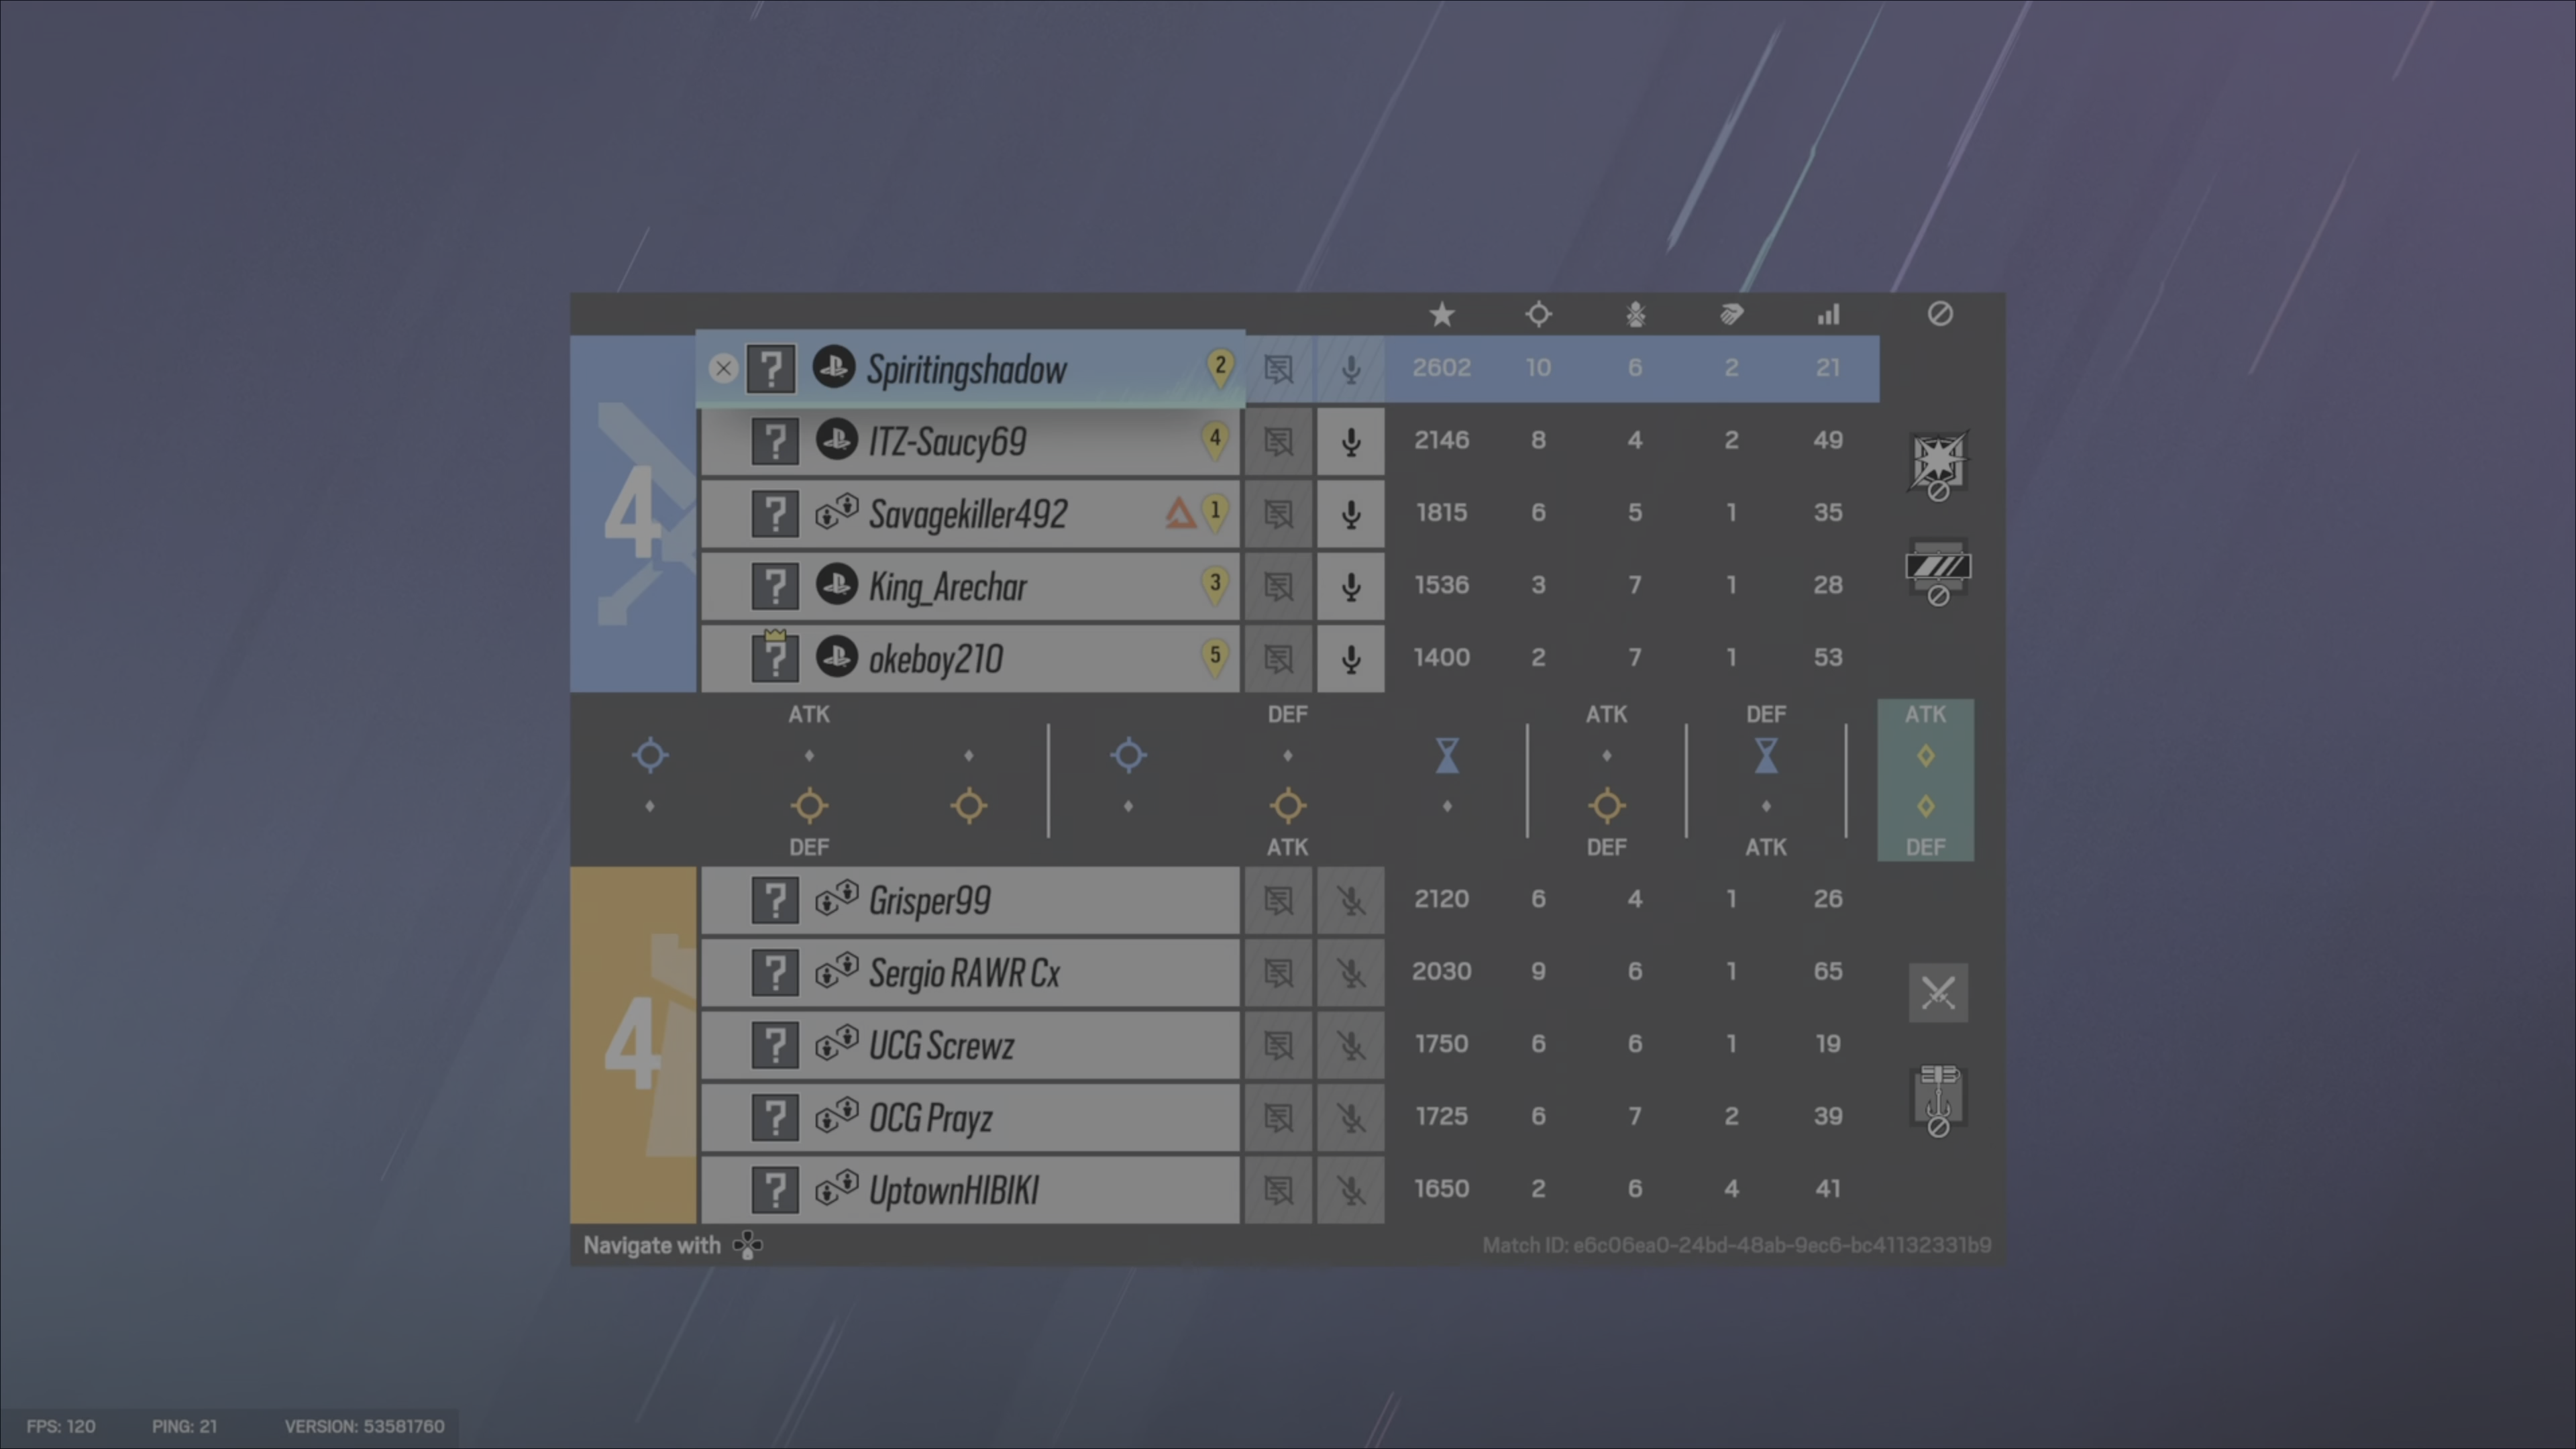 Spiritingshadow 2 2602 10 6 2 21
ITZ-Saucy69 4 2146 8 4 2 49
4
Savagekiller492 1 1815 6 5 1 35
King_Arechar 3 1536 3 7 1 28
okeboy210 5 1400 2 7 1 53
ATK DEF ATK DEF ATK
DEF ATK DEF ATK DEF
Grisper99 2120 6 4 1 26
Sergio RAWR Cx 2030 9 6 1 65
4
UCG Screwz 1750 6 6 1 19
OCG Prayz 1725 6 7 2 39
UptownHIBIKI 1650 2 6 4 41
Navigate with
Match ID: e6c06ea0-24bd-48ab-9ec6-bc41132331b9
FPS: 120 PING: 21 VERSION: 53581760